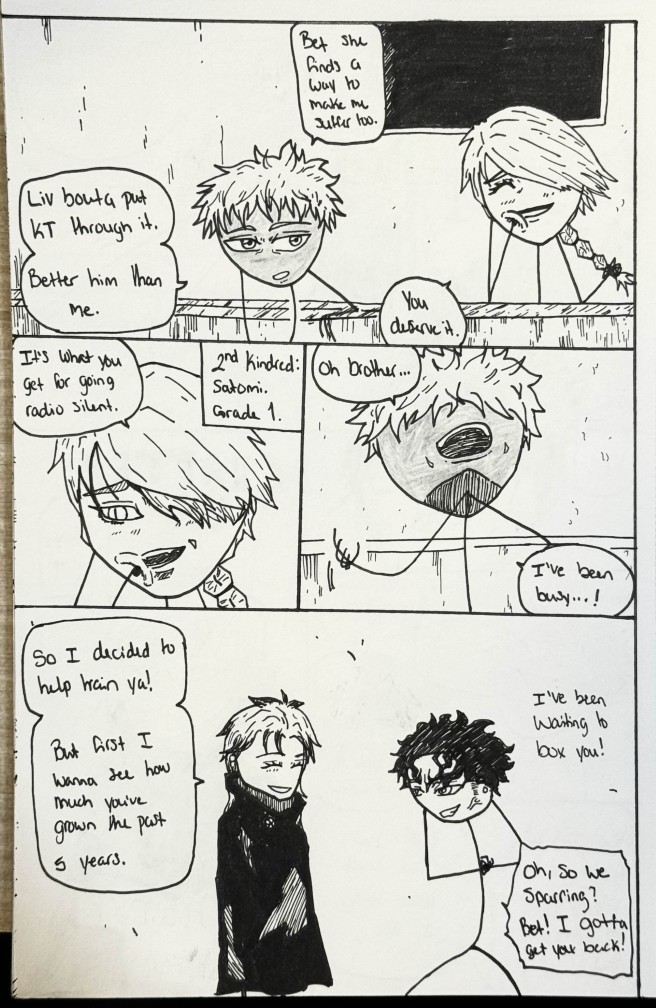 Bet she
finds a
way to
make me
suffer too.
Liv bouta put
KT through it.
Better him than
me.
You
deserve it.
It's what you
get for going
radio silent.
2nd Kindred:
Satomi.
Grade 1.
Oh brother...
I've been
busy...!
So I decided to
help train ya!
But first I
wanna see how
much you've
grown the past
5 years.
I've been
waiting to
box you!
Oh, so we
sparring?
Bet! I gotta
get you back!